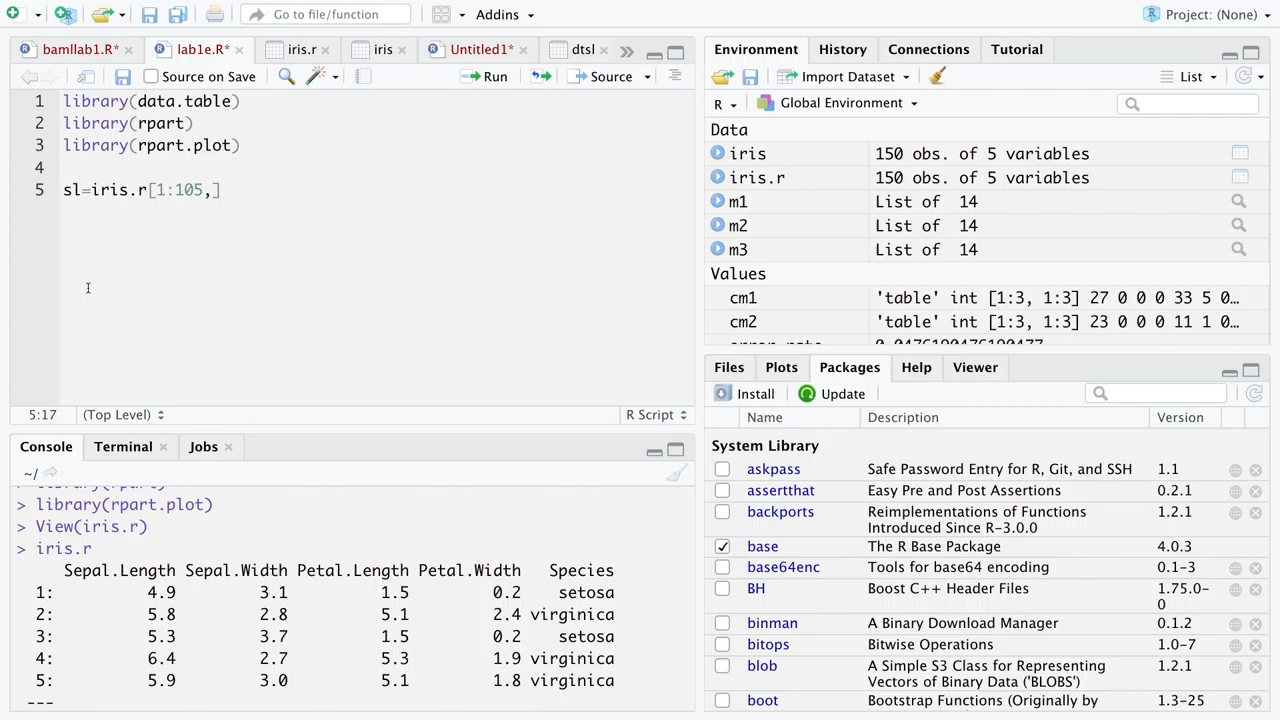 Go to file/function
Addins
Project: (None)
bamllab1.R*
lab1e.R*
iris.r
iris
Untitled1*
dtsl
Source on Save
Run
Source
1 library(data.table)
2 library(rpart)
3 library(rpart.plot)
4
5 sl=iris.r[1:105,]
5:17
(Top Level)
R Script
Console
Terminal
Jobs
~/
> library(rpart.plot)
> View(iris.r)
> iris.r
Sepal.Length Sepal.Width Petal.Length Petal.Width Species
1: 4.9 3.1 1.5 0.2 setosa
2: 5.8 2.8 5.1 2.4 virginica
3: 5.3 3.7 1.5 0.2 setosa
4: 6.4 2.7 5.3 1.9 virginica
5: 5.9 3.0 5.1 1.8 virginica
---
Environment
History
Connections
Tutorial
Import Dataset
List
R
Global Environment
Data
iris 150 obs. of 5 variables
iris.r 150 obs. of 5 variables
m1 List of 14
m2 List of 14
m3 List of 14
Values
cm1 'table' int [1:3, 1:3] 27 0 0 0 33 5 0…
cm2 'table' int [1:3, 1:3] 23 0 0 0 11 1 0…
Files
Plots
Packages
Help
Viewer
Install
Update
Name Description Version
System Library
askpass Safe Password Entry for R, Git, and SSH 1.1
assertthat Easy Pre and Post Assertions 0.2.1
backports Reimplementations of Functions 1.2.1
Introduced Since R-3.0.0
base The R Base Package 4.0.3
base64enc Tools for base64 encoding 0.1-3
BH Boost C++ Header Files 1.75.0-
0
binman A Binary Download Manager 0.1.2
bitops Bitwise Operations 1.0-7
blob A Simple S3 Class for Representing 1.2.1
Vectors of Binary Data ('BLOBS')
boot Bootstrap Functions (Originally by 1.3-25